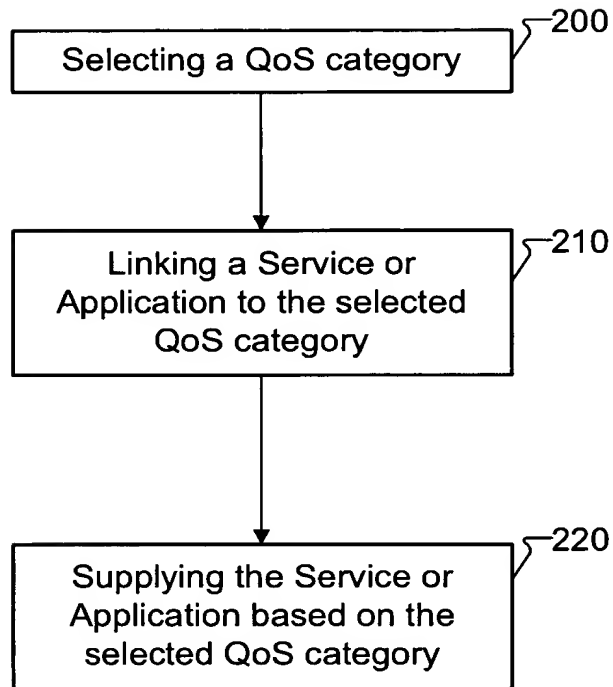 200
Selecting a QoS category
210
Linking a Service or
Application to the selected
QoS category
220
Supplying the Service or
Application based on the
selected QoS category